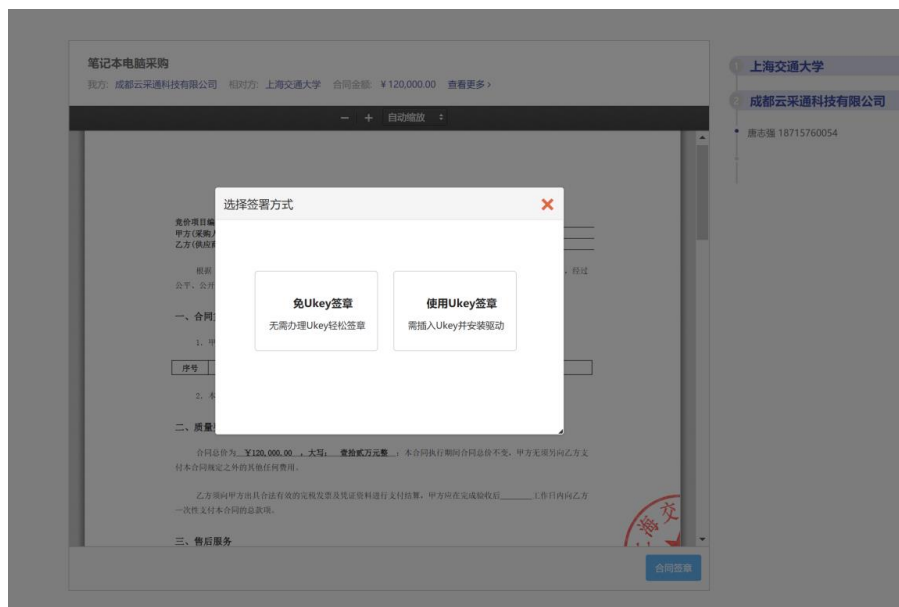 笔记本电脑采购
我方: 成都云采通科技有限公司 相对方: 上海交通大学 合同金额: ￥120,000.00 查看更多›
− + 自动缩放
1 上海交通大学
2 成都云采通科技有限公司
唐志强 18715760054
选择签署方式
竞价项目编
甲方(采购人
乙方(供应商
根据 ，经过
公平、公开
免Ukey签章 使用Ukey签章
无需办理Ukey轻松签章 需插入Ukey并安装驱动
一、合同
1、甲
序号
2、本
二、质量
合同总价为 ￥120,000.00 ，大写： 壹拾贰万元整 ；本合同执行期间合同总价不变，甲方无须另向乙方支
付本合同规定之外的其他任何费用。
乙方须向甲方出具合法有效的完税发票及凭证资料进行支付结算，甲方应在完成验收后 工作日内向乙方
一次性支付本合同的总款项。
三、售后服务
海交
合同签章